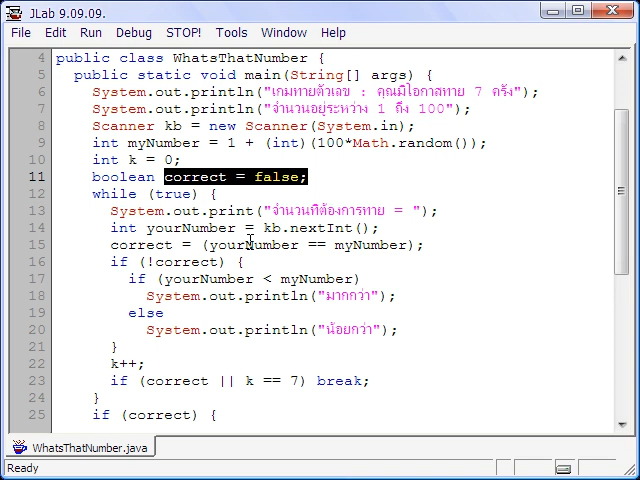 JLab 9.09.09.
File Edit Run Debug STOP! Tools Window Help
4 public class WhatsThatNumber {
5 public static void main(String[] args) {
6 System.out.println("เกมทายตัวเลข : คุณมีโอกาสทาย 7 ครั้ง");
7 System.out.println("จำนวนอยู่ระหว่าง 1 ถึง 100");
8 Scanner kb = new Scanner(System.in);
9 int myNumber = 1 + (int)(100*Math.random());
10 int k = 0;
11 boolean correct = false;
12 while (true) {
13 System.out.print("จำนวนที่ต้องการทาย = ");
14 int yourNumber = kb.nextInt();
15 correct = (yourNumber == myNumber);
16 if (!correct) {
17 if (yourNumber < myNumber)
18 System.out.println("มากกว่า");
19 else
20 System.out.println("น้อยกว่า");
21 }
22 k++;
23 if (correct || k == 7) break;
24 }
25 if (correct) {
WhatsThatNumber.java
Ready